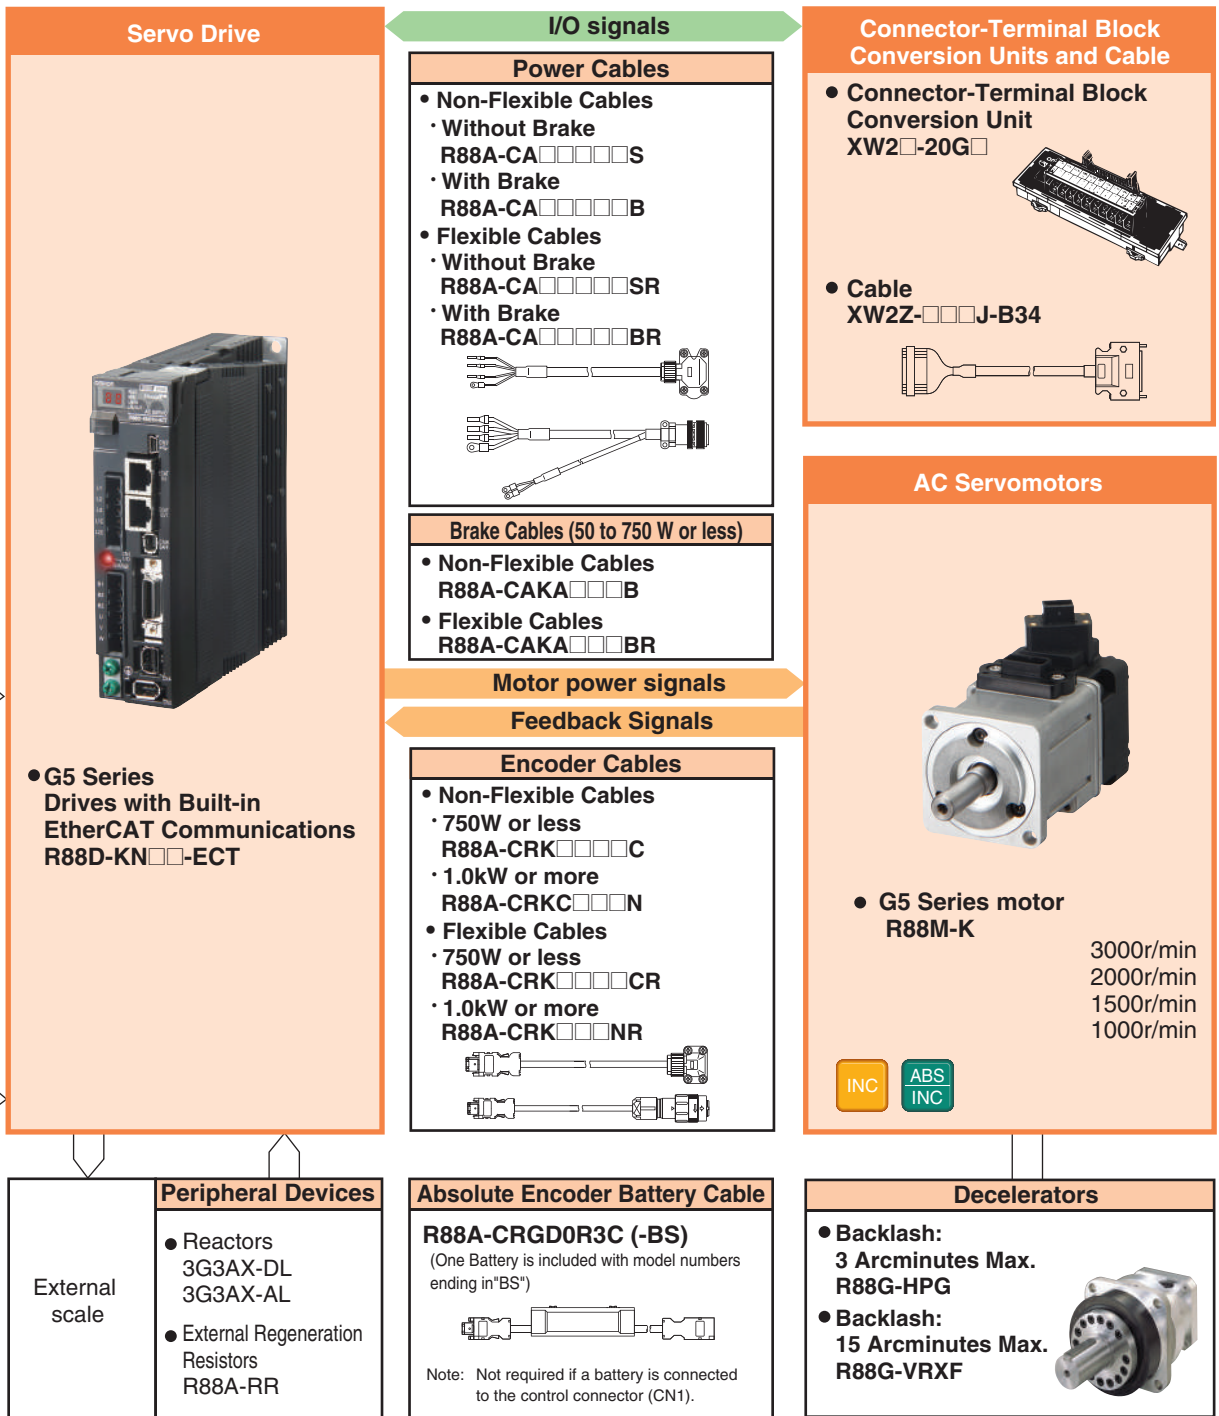 Servo Drive
G5 Series
Drives with Built-in
EtherCAT Communications
R88D-KN□□-ECT
I/O signals
Power Cables
• Non-Flexible Cables
· Without Brake
R88A-CA□□□□□S
· With Brake
R88A-CA□□□□□B
• Flexible Cables
· Without Brake
R88A-CA□□□□□SR
· With Brake
R88A-CA□□□□□BR
Brake Cables (50 to 750 W or less)
• Non-Flexible Cables
R88A-CAKA□□□B
• Flexible Cables
R88A-CAKA□□□BR
Motor power signals
Feedback Signals
Encoder Cables
• Non-Flexible Cables
· 750W or less
R88A-CRK□□□□C
· 1.0kW or more
R88A-CRKC□□□N
• Flexible Cables
· 750W or less
R88A-CRK□□□□CR
· 1.0kW or more
R88A-CRK□□□NR
Connector-Terminal Block
Conversion Units and Cable
• Connector-Terminal Block
Conversion Unit
XW2□-20G□
• Cable
XW2Z-□□□J-B34
AC Servomotors
• G5 Series motor
R88M-K
3000r/min
2000r/min
1500r/min
1000r/min
INC
ABS
INC
External
scale
Peripheral Devices
• Reactors
3G3AX-DL
3G3AX-AL
• External Regeneration
Resistors
R88A-RR
Absolute Encoder Battery Cable
R88A-CRGD0R3C (-BS)
(One Battery is included with model numbers
ending in"BS")
Note: Not required if a battery is connected
to the control connector (CN1).
Decelerators
• Backlash:
3 Arcminutes Max.
R88G-HPG
• Backlash:
15 Arcminutes Max.
R88G-VRXF